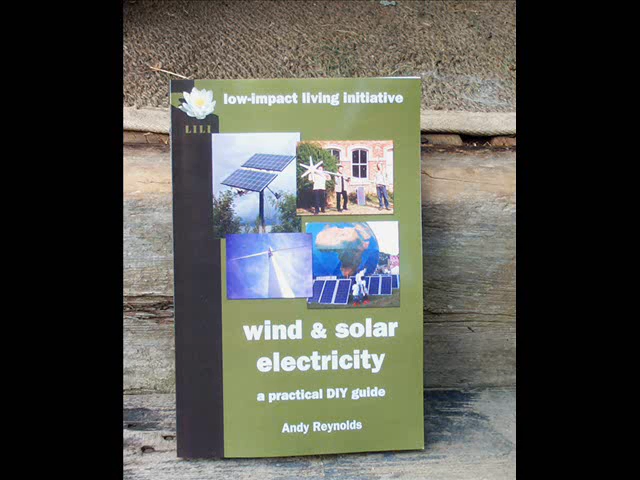 low-impact living initiative
LILI
wind & solar
electricity
a practical DIY guide
Andy Reynolds